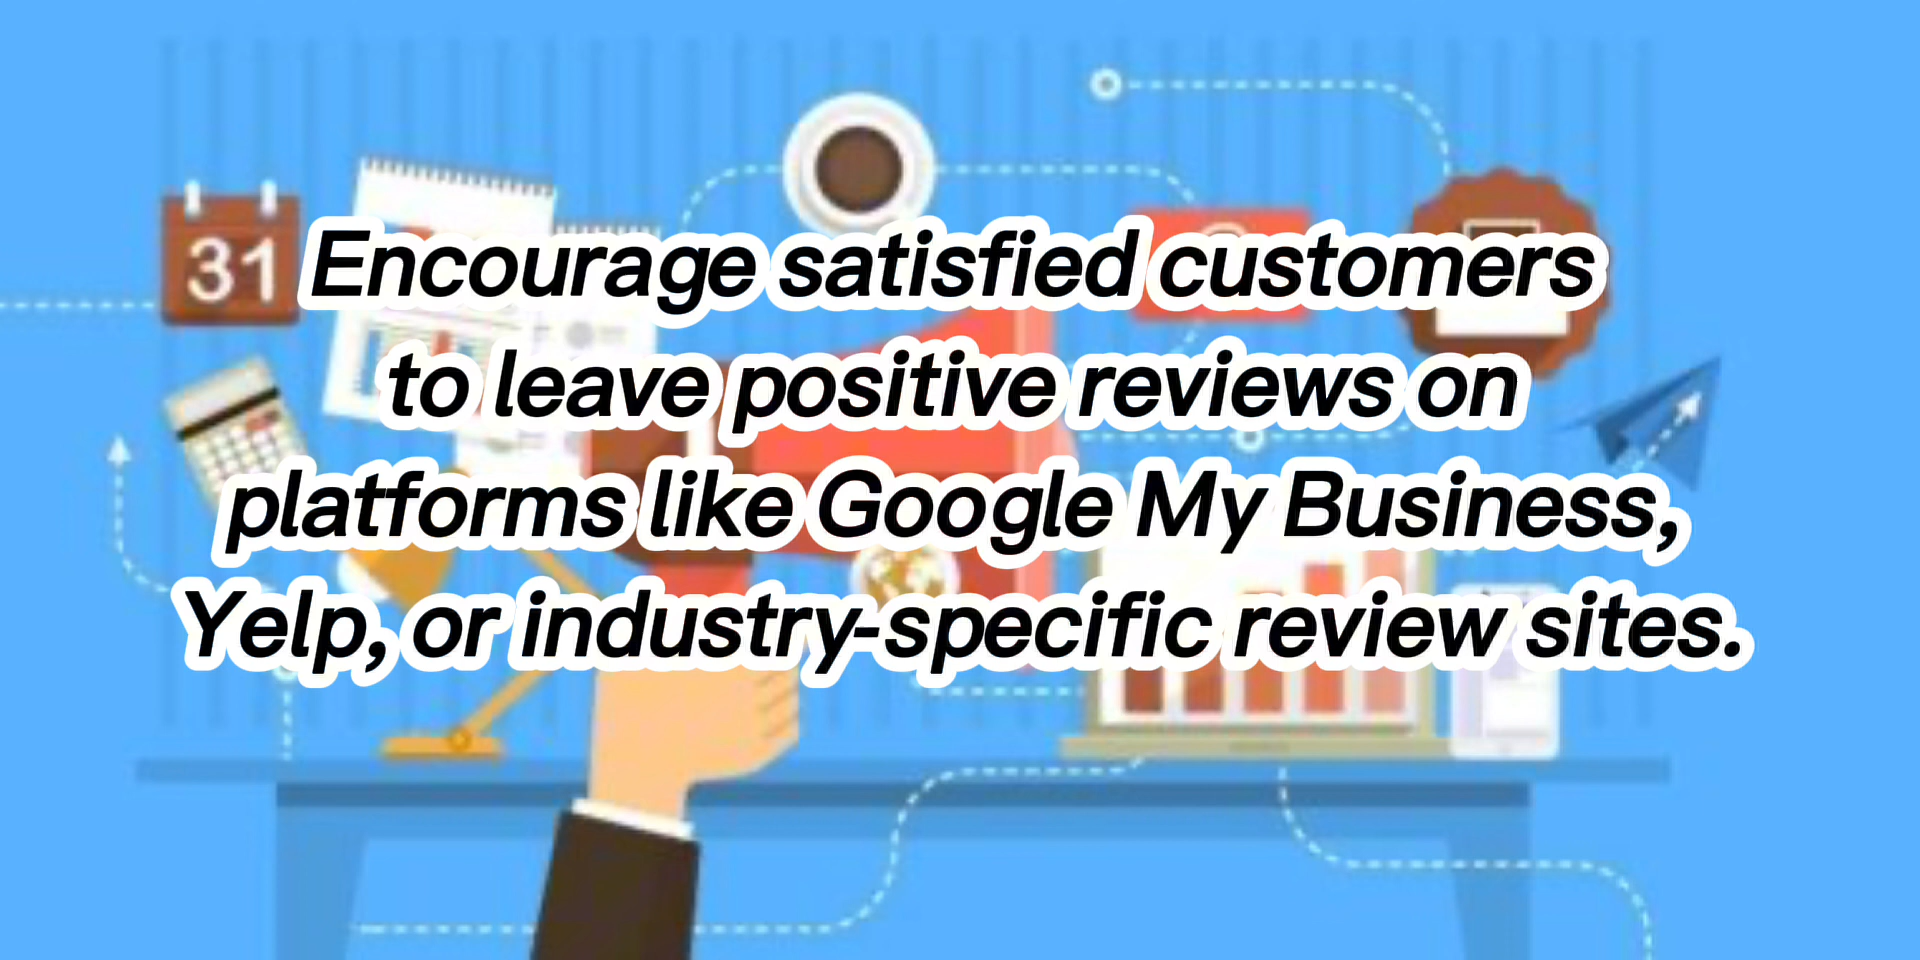 31
Encourage satisfied customers
to leave positive reviews on
platforms like Google My Business,
Yelp, or industry-specific review sites.